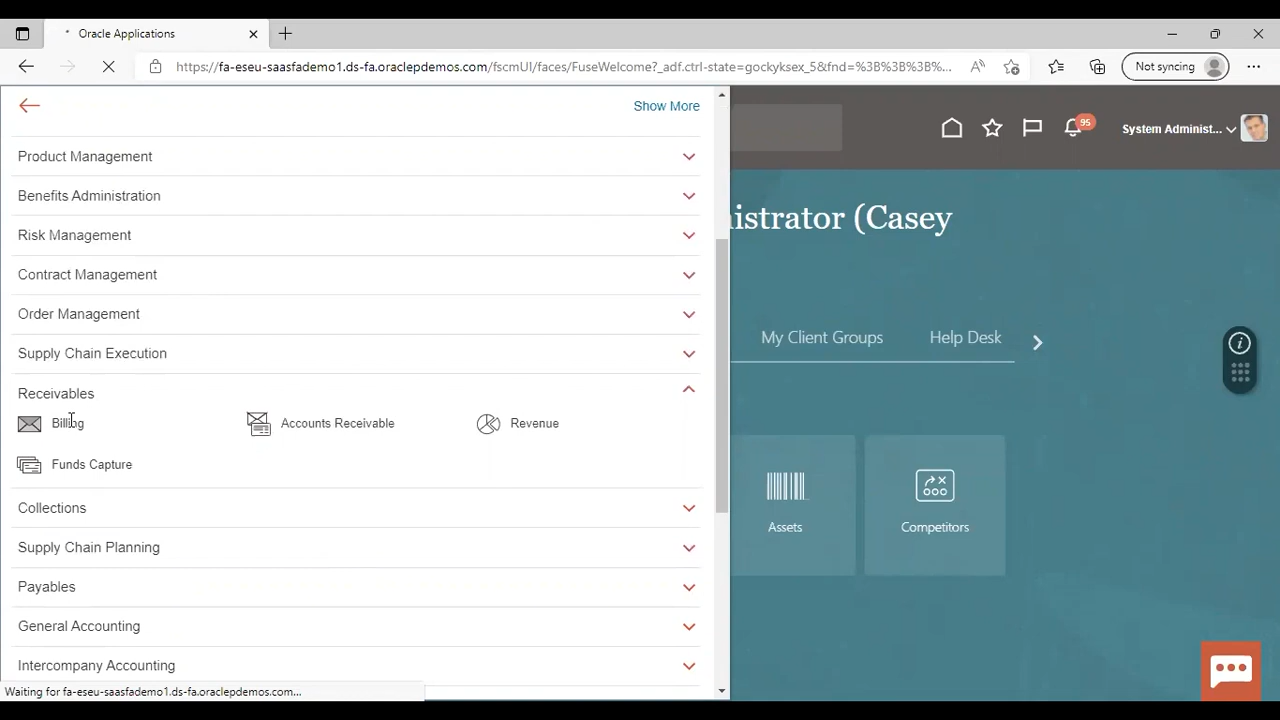 Oracle Applications
https://fa-eseu-saasfademo1.ds-fa.oraclepdemos.com/fscmUI/faces/FuseWelcome?_adf.ctrl-state=gockyksex_5&fnd=%3B%3B%3B%...
Not syncing
Show More
95
System Administ...
Product Management
Benefits Administration
istrator (Casey
Risk Management
Contract Management
Order Management
My Client Groups
Help Desk
Supply Chain Execution
Receivables
Billing
Accounts Receivable
Revenue
Funds Capture
Collections
Assets
Competitors
Supply Chain Planning
Payables
General Accounting
Intercompany Accounting
Waiting for fa-eseu-saasfademo1.ds-fa.oraclepdemos.com...